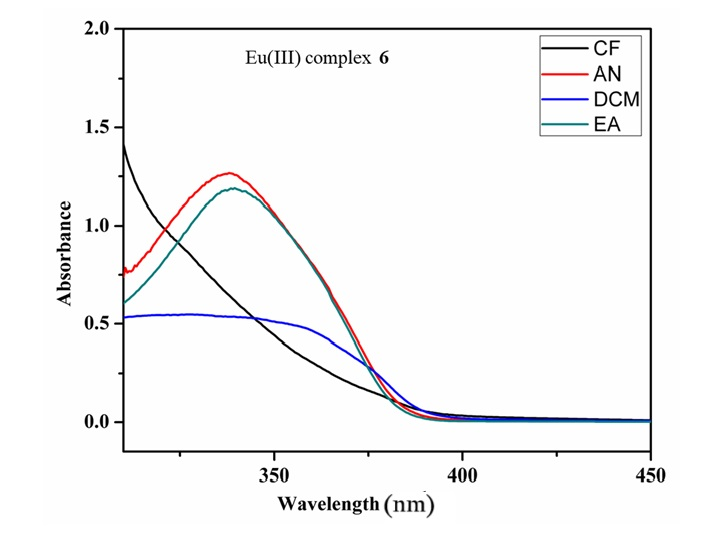 2.0
Eu(III) complex 6
CF
AN
DCM
EA
1.5
1.0
0.5
0.0
Absorbance
350
400
450
Wavelength (nm)